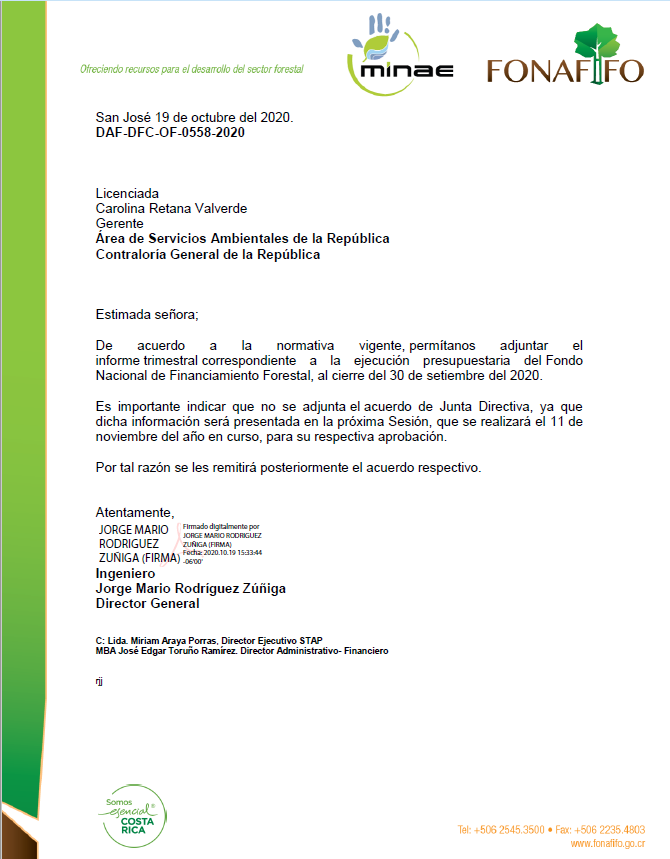 Ofreciendo recursos para el desarrollo del sector forestal
minae
FONAFIFO
San José 19 de octubre del 2020.
DAF-DFC-OF-0558-2020
Licenciada
Carolina Retana Valverde
Gerente
Área de Servicios Ambientales de la República
Contraloría General de la República
Estimada señora;
De acuerdo a la normativa vigente, permítanos adjuntar el
informe trimestral correspondiente a la ejecución presupuestaria del Fondo
Nacional de Financiamiento Forestal, al cierre del 30 de setiembre del 2020.
Es importante indicar que no se adjunta el acuerdo de Junta Directiva, ya que
dicha información será presentada en la próxima Sesión, que se realizará el 11 de
noviembre del año en curso, para su respectiva aprobación.
Por tal razón se les remitirá posteriormente el acuerdo respectivo.
Atentamente,
JORGE MARIO
RODRIGUEZ
ZUÑIGA (FIRMA)
Firmado digitalmente por
JORGE MARIO RODRIGUEZ
ZUÑIGA (FIRMA)
Fecha: 2020.10.19 15:33:44
-06'00'
Ingeniero
Jorge Mario Rodríguez Zúñiga
Director General
C: Lida. Miriam Araya Porras, Director Ejecutivo STAP
MBA José Edgar Toruño Ramírez. Director Administrativo- Financiero
rjj
Somos
esencial
COSTA
RICA
Tel: +506 2545.3500 • Fax: +506 2235.4803
www.fonafifo.go.cr